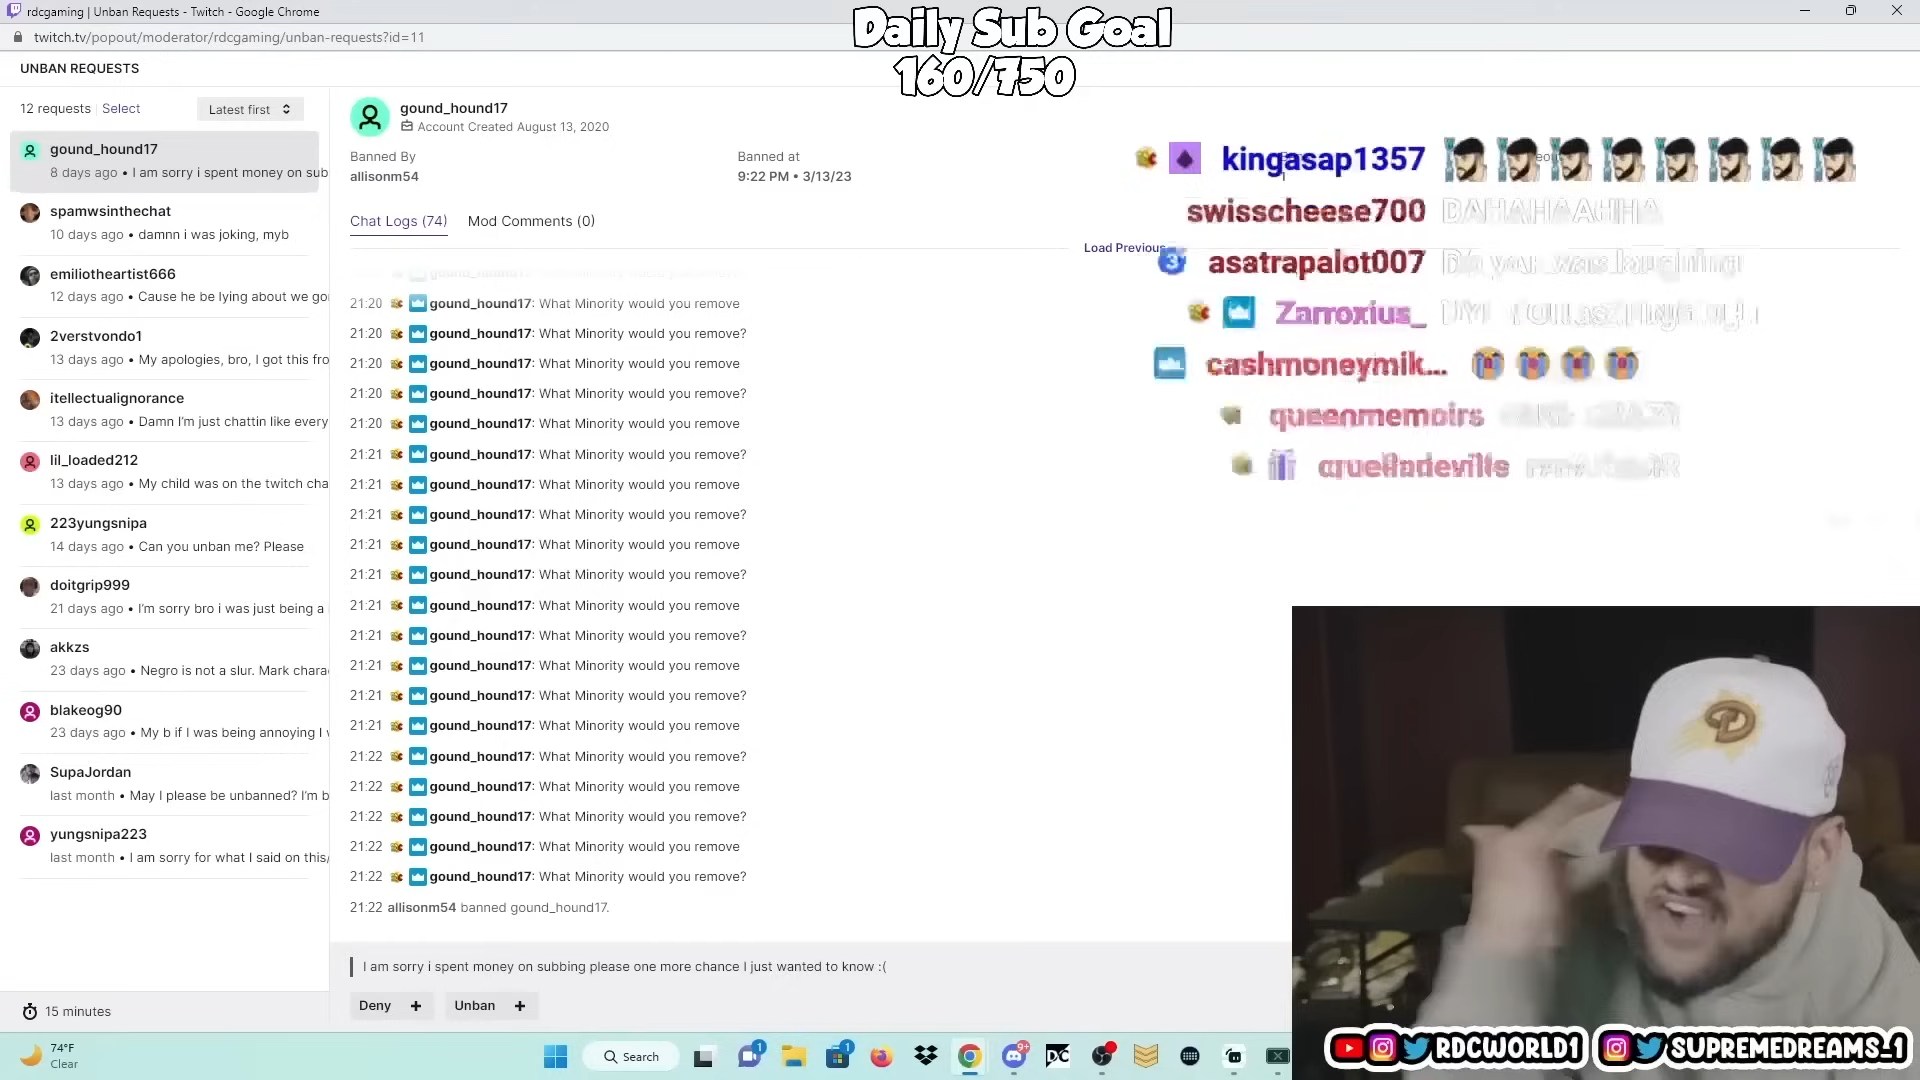 rdcgaming | Unban Requests - Twitch - Google Chrome
twitch.tv/popout/moderator/rdcgaming/unban-requests?id=11
Daily Sub Goal
160/750
UNBAN REQUESTS
12 requests Select Latest first
gound_hound17
8 days ago • I am sorry i spent money on sub
spamwsinthechat
10 days ago • damnn i was joking, myb
emiliotheartist666
12 days ago • Cause he be lying about we go
2verstvondo1
13 days ago • My apologies, bro, I got this fro
itellectualignorance
13 days ago • Damn I'm just chattin like every
lil_loaded212
13 days ago • My child was on the twitch cha
223yungsnipa
14 days ago • Can you unban me? Please
doitgrip999
21 days ago • I'm sorry bro i was just being a
akkzs
23 days ago • Negro is not a slur. Mark chara
blakeog90
23 days ago • My b if I was being annoying I
SupaJordan
last month • May I please be unbanned? I'm b
yungsnipa223
last month • I am sorry for what I said on this/
15 minutes
gound_hound17
Account Created August 13, 2020
Banned By
allisonm54
Banned at
9:22 PM • 3/13/23
Chat Logs (74) Mod Comments (0)
Load Previous
21:20 gound_hound17: What Minority would you remove
21:20 gound_hound17: What Minority would you remove?
21:20 gound_hound17: What Minority would you remove
21:20 gound_hound17: What Minority would you remove?
21:20 gound_hound17: What Minority would you remove
21:21 gound_hound17: What Minority would you remove?
21:21 gound_hound17: What Minority would you remove
21:21 gound_hound17: What Minority would you remove?
21:21 gound_hound17: What Minority would you remove
21:21 gound_hound17: What Minority would you remove?
21:21 gound_hound17: What Minority would you remove
21:21 gound_hound17: What Minority would you remove?
21:21 gound_hound17: What Minority would you remove
21:21 gound_hound17: What Minority would you remove?
21:21 gound_hound17: What Minority would you remove
21:22 gound_hound17: What Minority would you remove?
21:22 gound_hound17: What Minority would you remove
21:22 gound_hound17: What Minority would you remove?
21:22 gound_hound17: What Minority would you remove
21:22 gound_hound17: What Minority would you remove?
21:22 allisonm54 banned gound_hound17.
I am sorry i spent money on subbing please one more chance I just wanted to know :(
Deny + Unban +
kingasap1357
swisscheese700 DAHAHAAHHA
3 asatrapalot007
Zarroxius_
cashmoneymik...
queenmemoirs
RDCWORLD1 SUPREMEDREAMS_1
74°F
Clear
Search
1
1
9+
DC